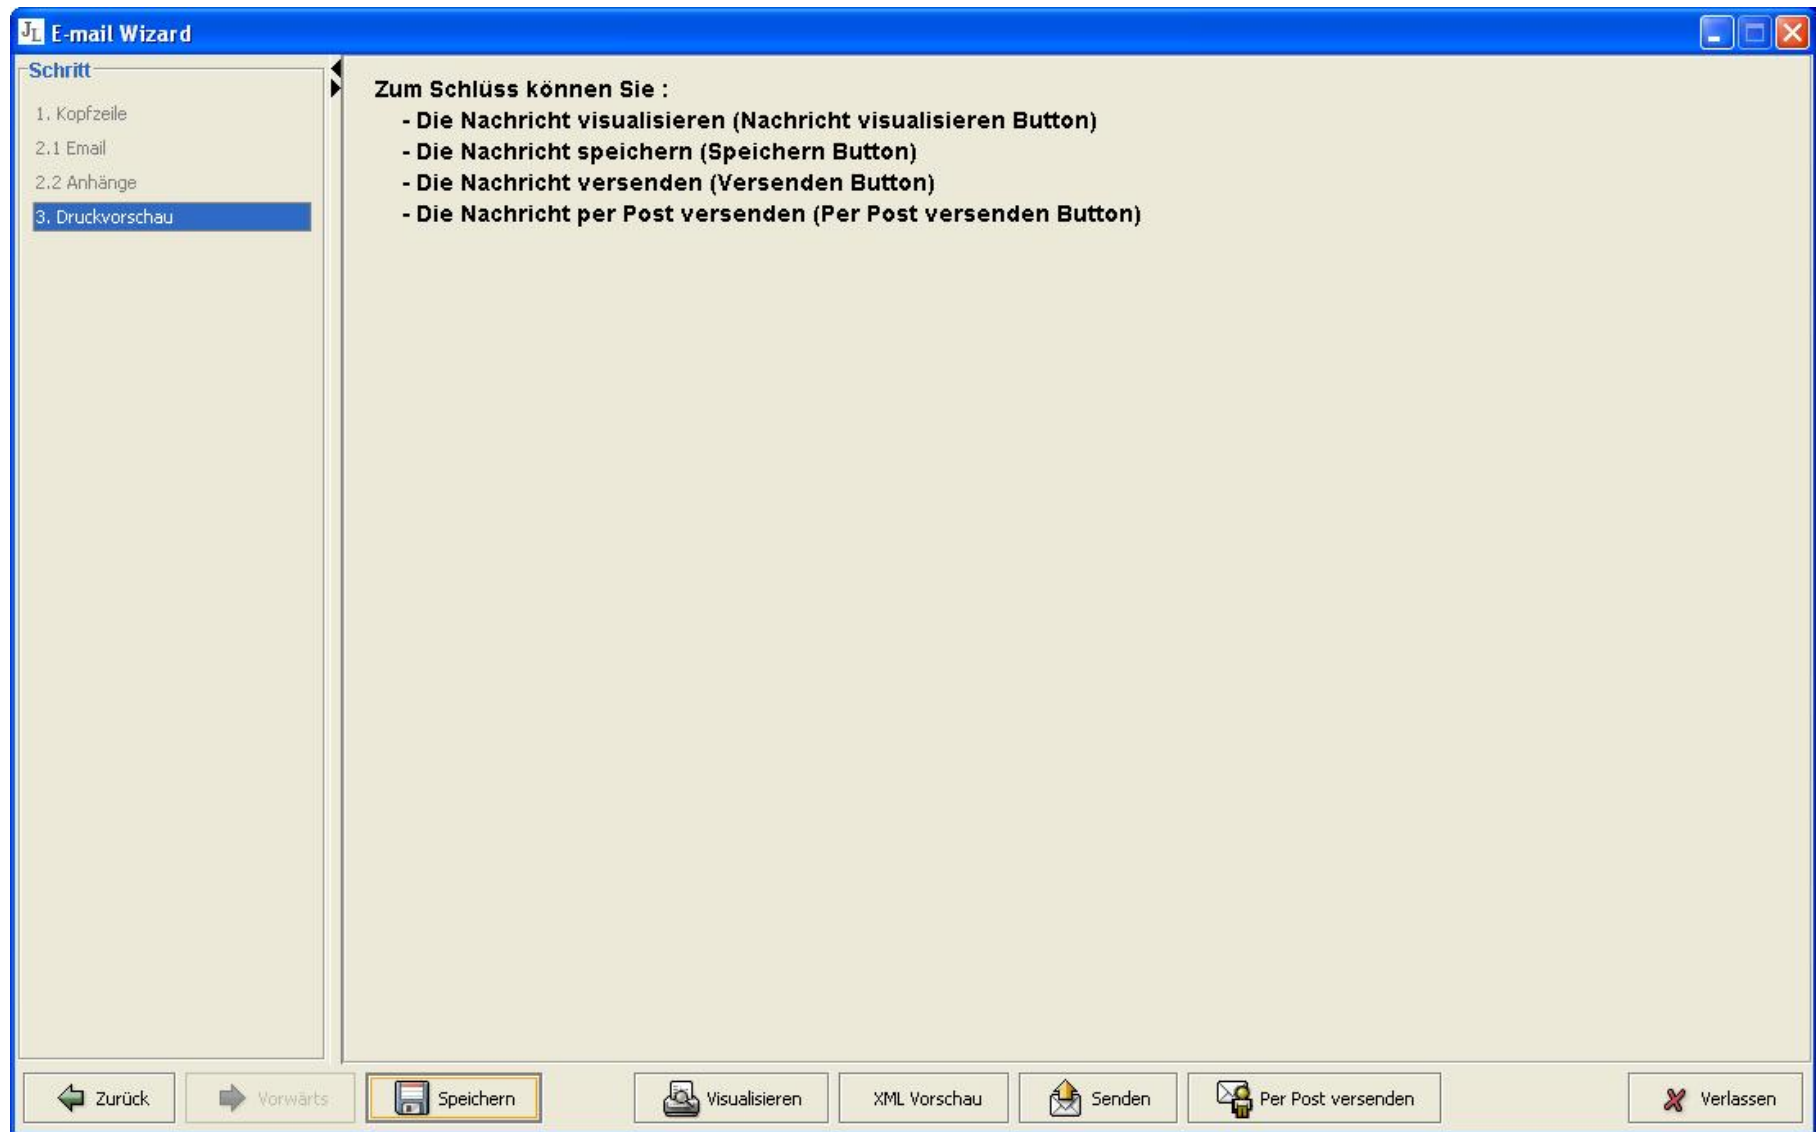 JL E-mail Wizard
Schritt
1. Kopfzeile
2.1 Email
2.2 Anhänge
3. Druckvorschau
Zum Schlüss können Sie :
- Die Nachricht visualisieren (Nachricht visualisieren Button)
- Die Nachricht speichern (Speichern Button)
- Die Nachricht versenden (Versenden Button)
- Die Nachricht per Post versenden (Per Post versenden Button)
Zurück Vorwärts Speichern Visualisieren XML Vorschau Senden Per Post versenden Verlassen